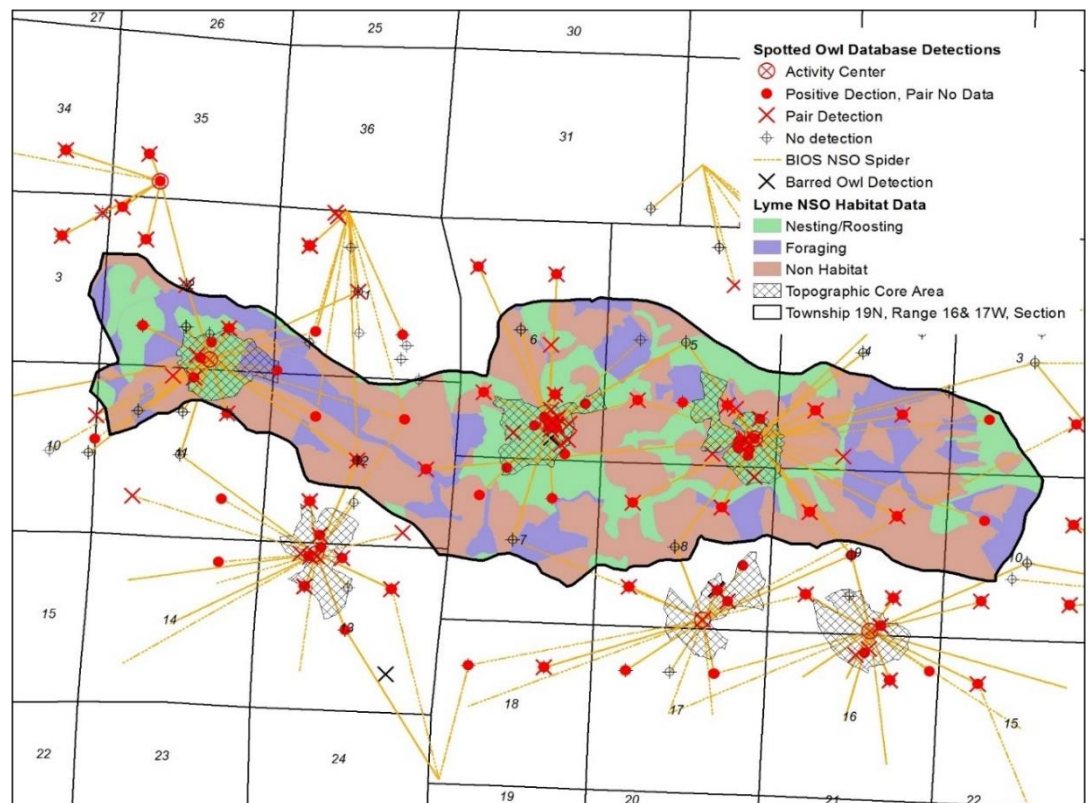 27
26
25
30
34
35
36
31
Spotted Owl Database Detections
Activity Center
Positive Dection, Pair No Data
Pair Detection
No detection
BIOS NSO Spider
Barred Owl Detection
Lyme NSO Habitat Data
Nesting/Roosting
Foraging
Non Habitat
Topographic Core Area
Township 19N, Range 16& 17W, Section
3
2
1
6
5
4
3
10
11
12
7
8
9
10
15
14
13
18
17
16
15
22
23
24
19
20
21
22